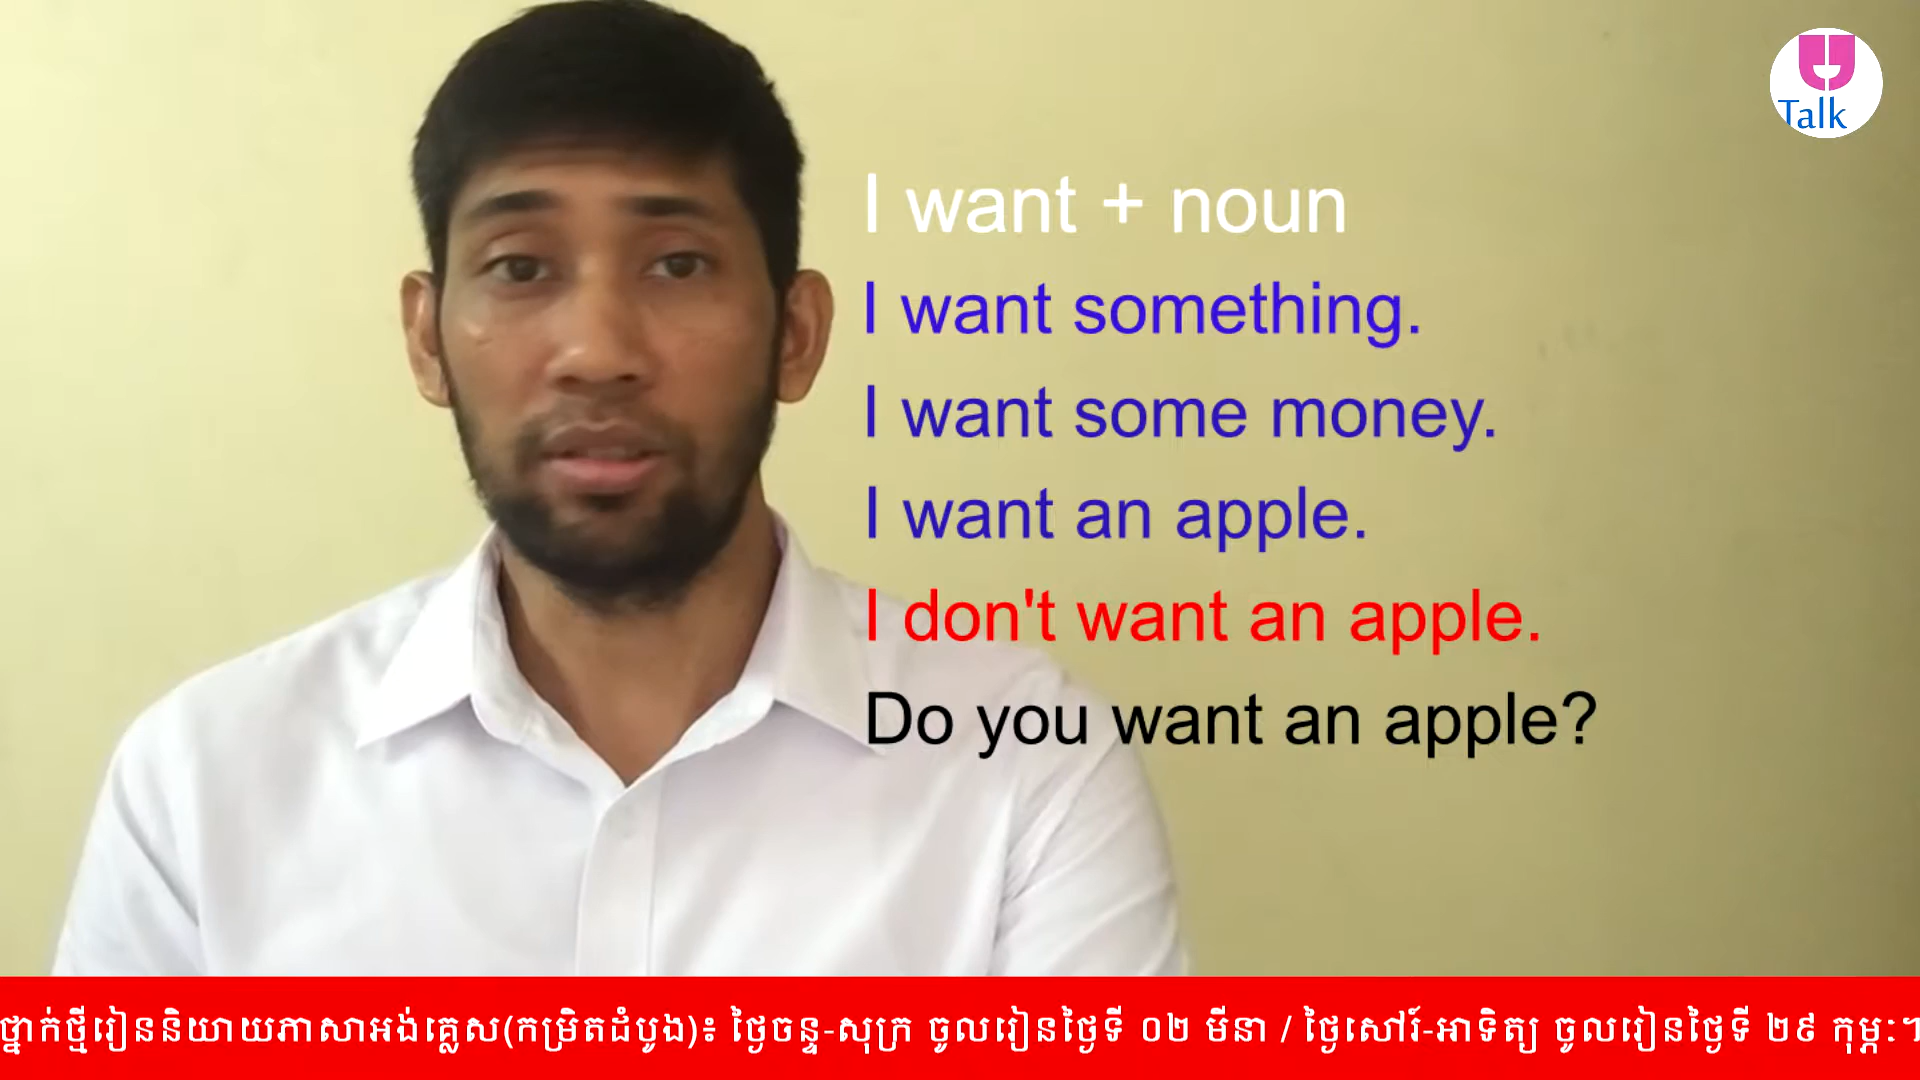 Talk
I want + noun
I want something.
I want some money.
I want an apple.
I don't want an apple.
Do you want an apple?
ថ្នាក់ថ្មីរៀននិយាយភាសាអង់គ្លេស(កម្រិតដំបូង)៖ ថ្ងៃចន្ទ-សុក្រ ចូលរៀនថ្ងៃទី ០២ មីនា / ថ្ងៃសៅរ៍-អាទិត្យ ចូលរៀនថ្ងៃទី ២៩ កុម្ភៈ។